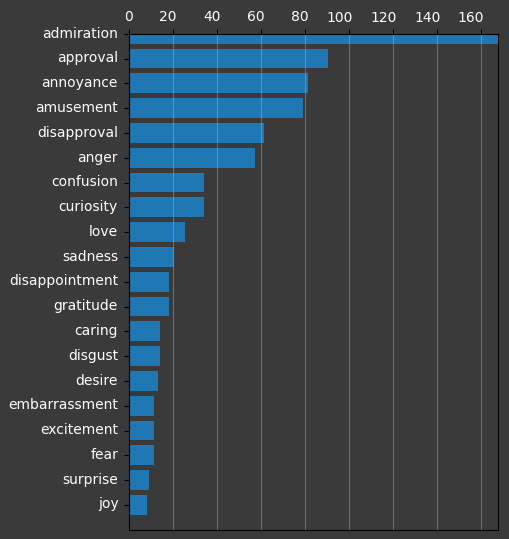 0 20 40 60 80 100 120 140 160
admiration
approval
annoyance
amusement
disapproval
anger
confusion
curiosity
love
sadness
disappointment
gratitude
caring
disgust
desire
embarrassment
excitement
fear
surprise
joy